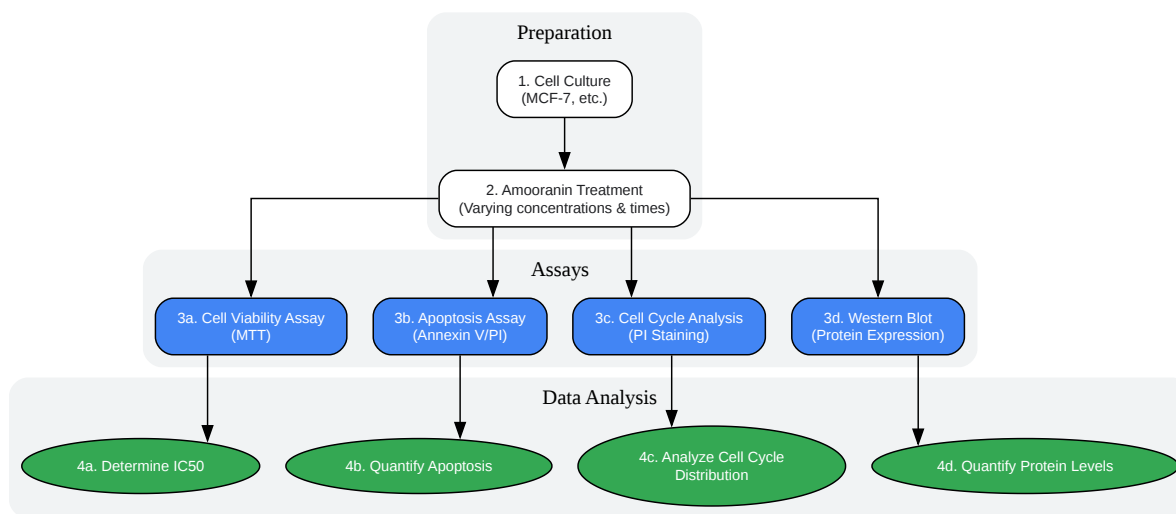 Preparation
1. Cell Culture
(MCF-7, etc.)
2. Amooranin Treatment
(Varying concentrations & times)
Assays
3a. Cell Viability Assay
(MTT)
3b. Apoptosis Assay
(Annexin V/PI)
3c. Cell Cycle Analysis
(PI Staining)
3d. Western Blot
(Protein Expression)
Data Analysis
4a. Determine IC50
4b. Quantify Apoptosis
4c. Analyze Cell Cycle
Distribution
4d. Quantify Protein Levels